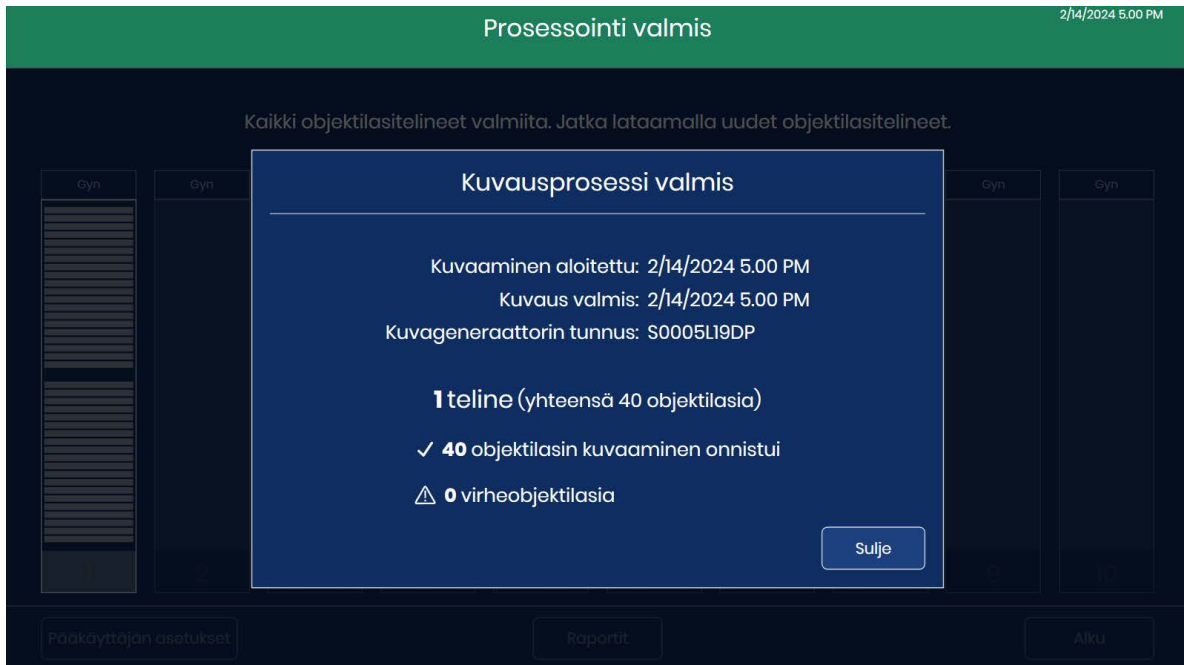 Prosessointi valmis
2/14/2024 5.00 PM
Kaikki objektilasitelineet valmiita. Jatka lataamalla uudet objektilasitelineet.
Gyn
Gyn
Gyn
Gyn
Kuvausprosessi valmis
Kuvaaminen aloitettu: 2/14/2024 5.00 PM
Kuvaus valmis: 2/14/2024 5.00 PM
Kuvageneraattorin tunnus: S0005L19DP
1 teline (yhteensä 40 objektilasia)
✓ 40 objektilasin kuvaaminen onnistui
⚠ 0 virheobjektilasia
Sulje
1
2
9
10
Pääkäyttäjän asetukset
Raportit
Alku